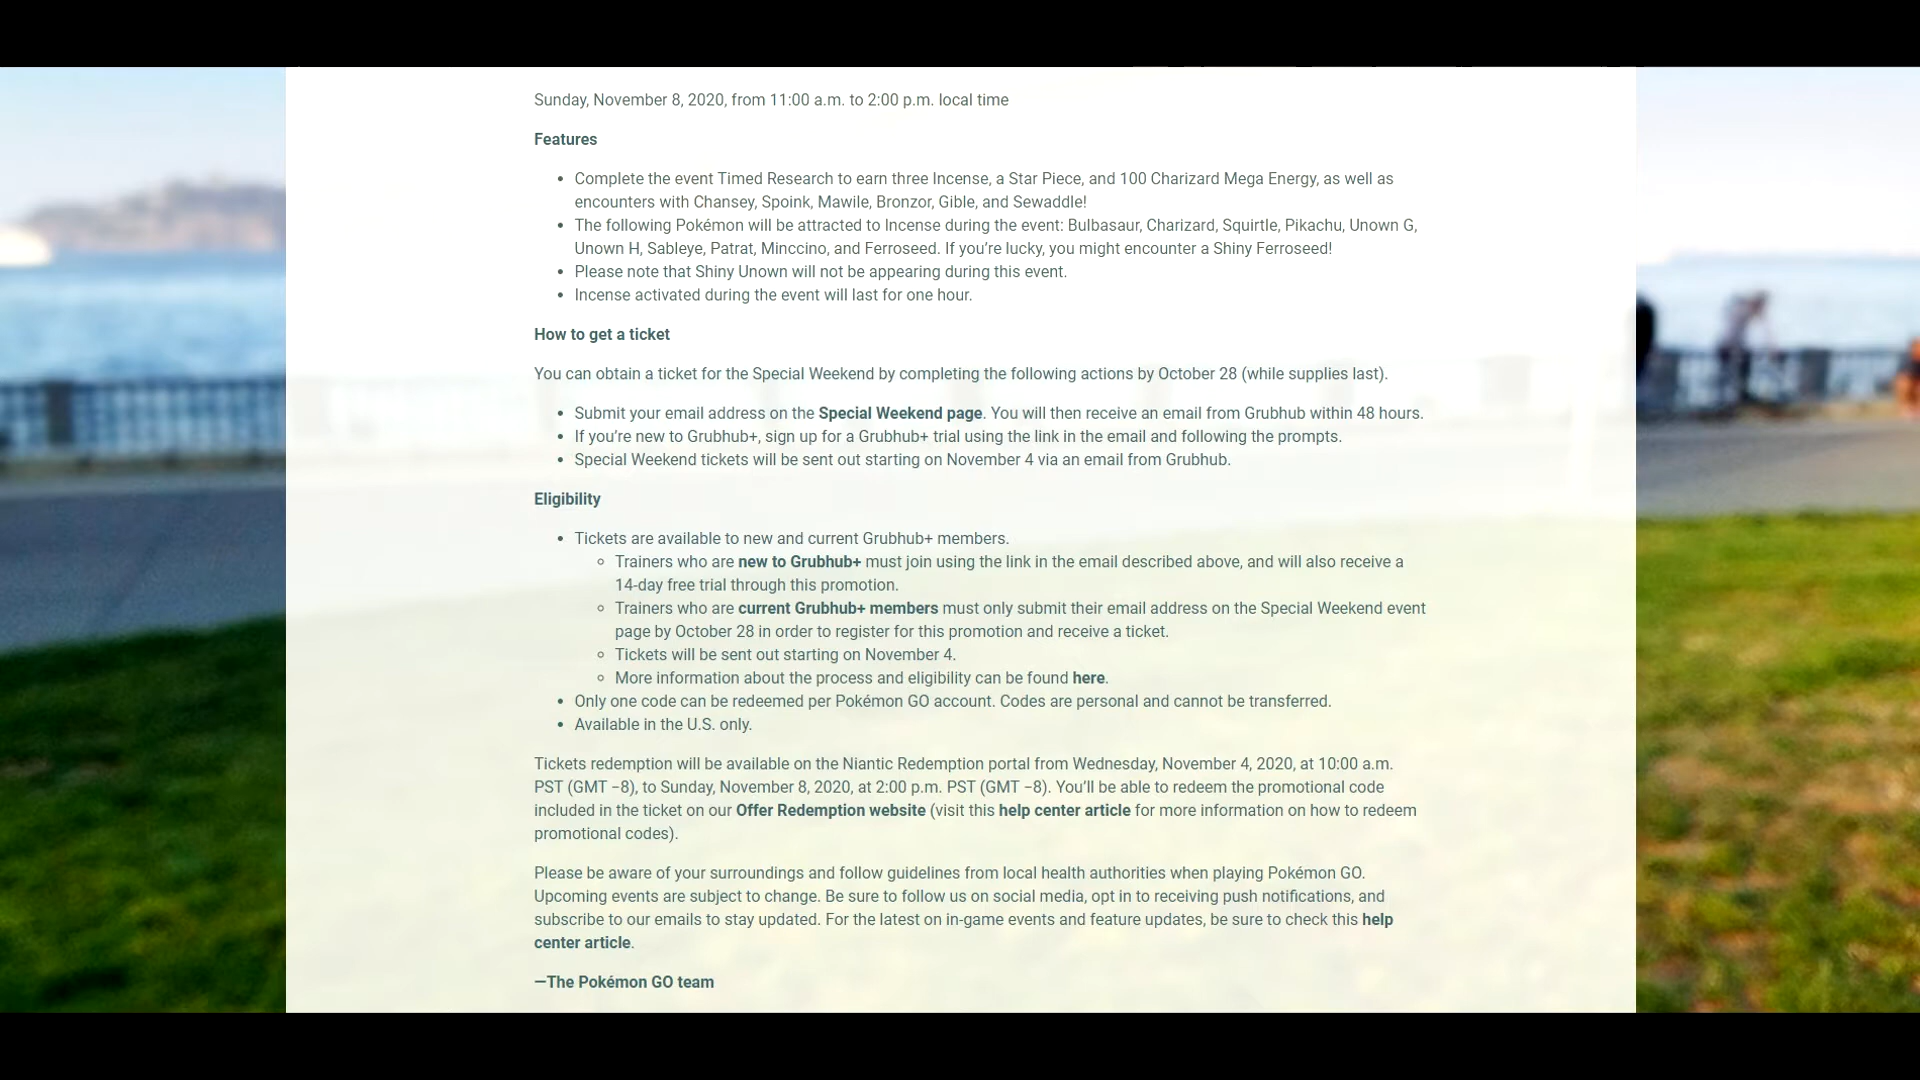 Sunday, November 8, 2020, from 11:00 a.m. to 2:00 p.m. local time
Features
• Complete the event Timed Research to earn three Incense, a Star Piece, and 100 Charizard Mega Energy, as well as
encounters with Chansey, Spoink, Mawile, Bronzor, Gible, and Sewaddle!
• The following Pokémon will be attracted to Incense during the event: Bulbasaur, Charizard, Squirtle, Pikachu, Unown G,
Unown H, Sableye, Patrat, Minccino, and Ferroseed. If you’re lucky, you might encounter a Shiny Ferroseed!
• Please note that Shiny Unown will not be appearing during this event.
• Incense activated during the event will last for one hour.
How to get a ticket
You can obtain a ticket for the Special Weekend by completing the following actions by October 28 (while supplies last).
• Submit your email address on the Special Weekend page. You will then receive an email from Grubhub within 48 hours.
• If you’re new to Grubhub+, sign up for a Grubhub+ trial using the link in the email and following the prompts.
• Special Weekend tickets will be sent out starting on November 4 via an email from Grubhub.
Eligibility
• Tickets are available to new and current Grubhub+ members.
◦ Trainers who are new to Grubhub+ must join using the link in the email described above, and will also receive a
14-day free trial through this promotion.
◦ Trainers who are current Grubhub+ members must only submit their email address on the Special Weekend event
page by October 28 in order to register for this promotion and receive a ticket.
◦ Tickets will be sent out starting on November 4.
◦ More information about the process and eligibility can be found here.
• Only one code can be redeemed per Pokémon GO account. Codes are personal and cannot be transferred.
• Available in the U.S. only.
Tickets redemption will be available on the Niantic Redemption portal from Wednesday, November 4, 2020, at 10:00 a.m.
PST (GMT −8), to Sunday, November 8, 2020, at 2:00 p.m. PST (GMT −8). You’ll be able to redeem the promotional code
included in the ticket on our Offer Redemption website (visit this help center article for more information on how to redeem
promotional codes).
Please be aware of your surroundings and follow guidelines from local health authorities when playing Pokémon GO.
Upcoming events are subject to change. Be sure to follow us on social media, opt in to receiving push notifications, and
subscribe to our emails to stay updated. For the latest on in-game events and feature updates, be sure to check this help
center article.
—The Pokémon GO team